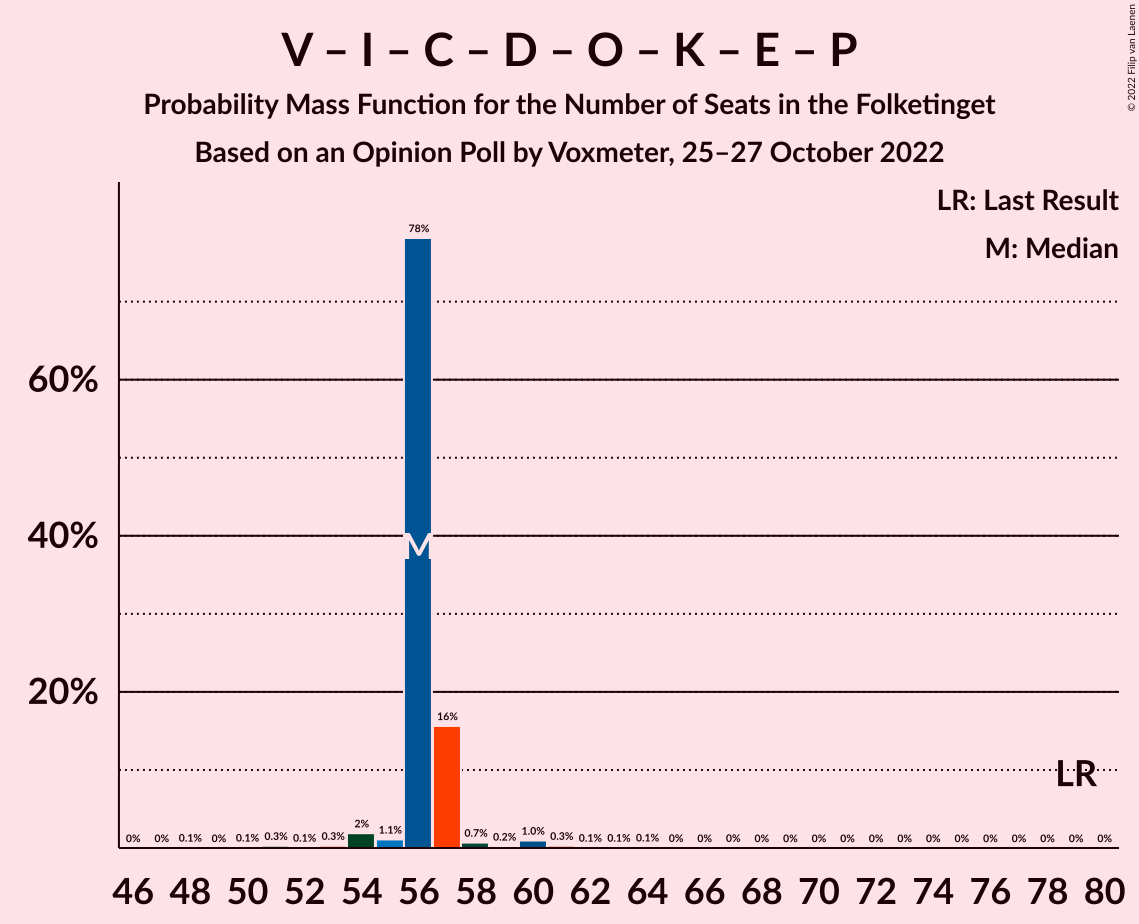 V – I – C – D – O – K – E – P
Probability Mass Function for the Number of Seats in the Folketinget
Based on an Opinion Poll by Voxmeter, 25–27 October 2022
© 2022 Filip van Laenen
LR: Last Result
M: Median
78%
60%
40%
M
20%
16%
LR
0% 0% 0.1% 0% 0.1% 0.3% 0.1% 0.3% 2% 1.1% 0.7% 0.2% 1.0% 0.3% 0.1% 0.1% 0.1% 0% 0% 0% 0% 0% 0% 0% 0% 0% 0% 0% 0% 0% 0% 0% 0%
46 48 50 52 54 56 58 60 62 64 66 68 70 72 74 76 78 80